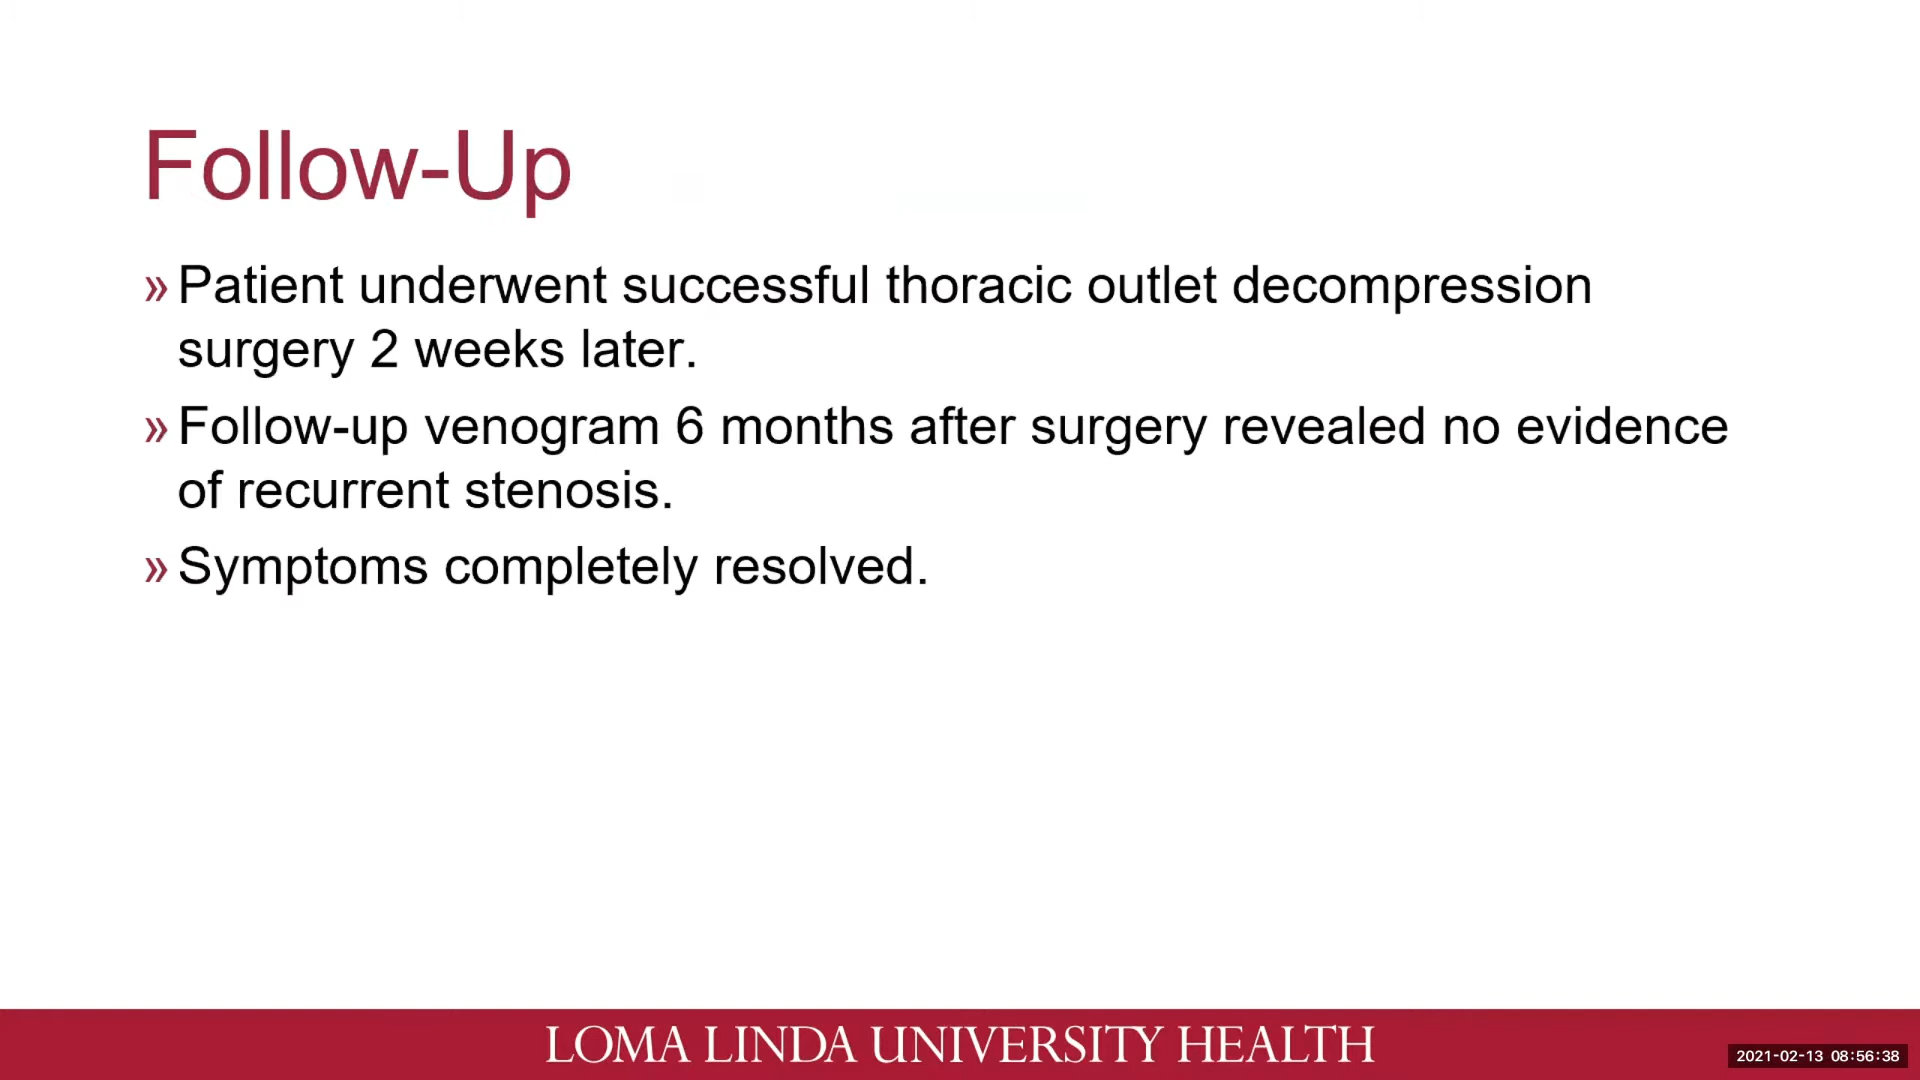 Follow-Up
» Patient underwent successful thoracic outlet decompression
surgery 2 weeks later.
» Follow-up venogram 6 months after surgery revealed no evidence
of recurrent stenosis.
» Symptoms completely resolved.
LOMA LINDA UNIVERSITY HEALTH
2021-02-13 08:56:38